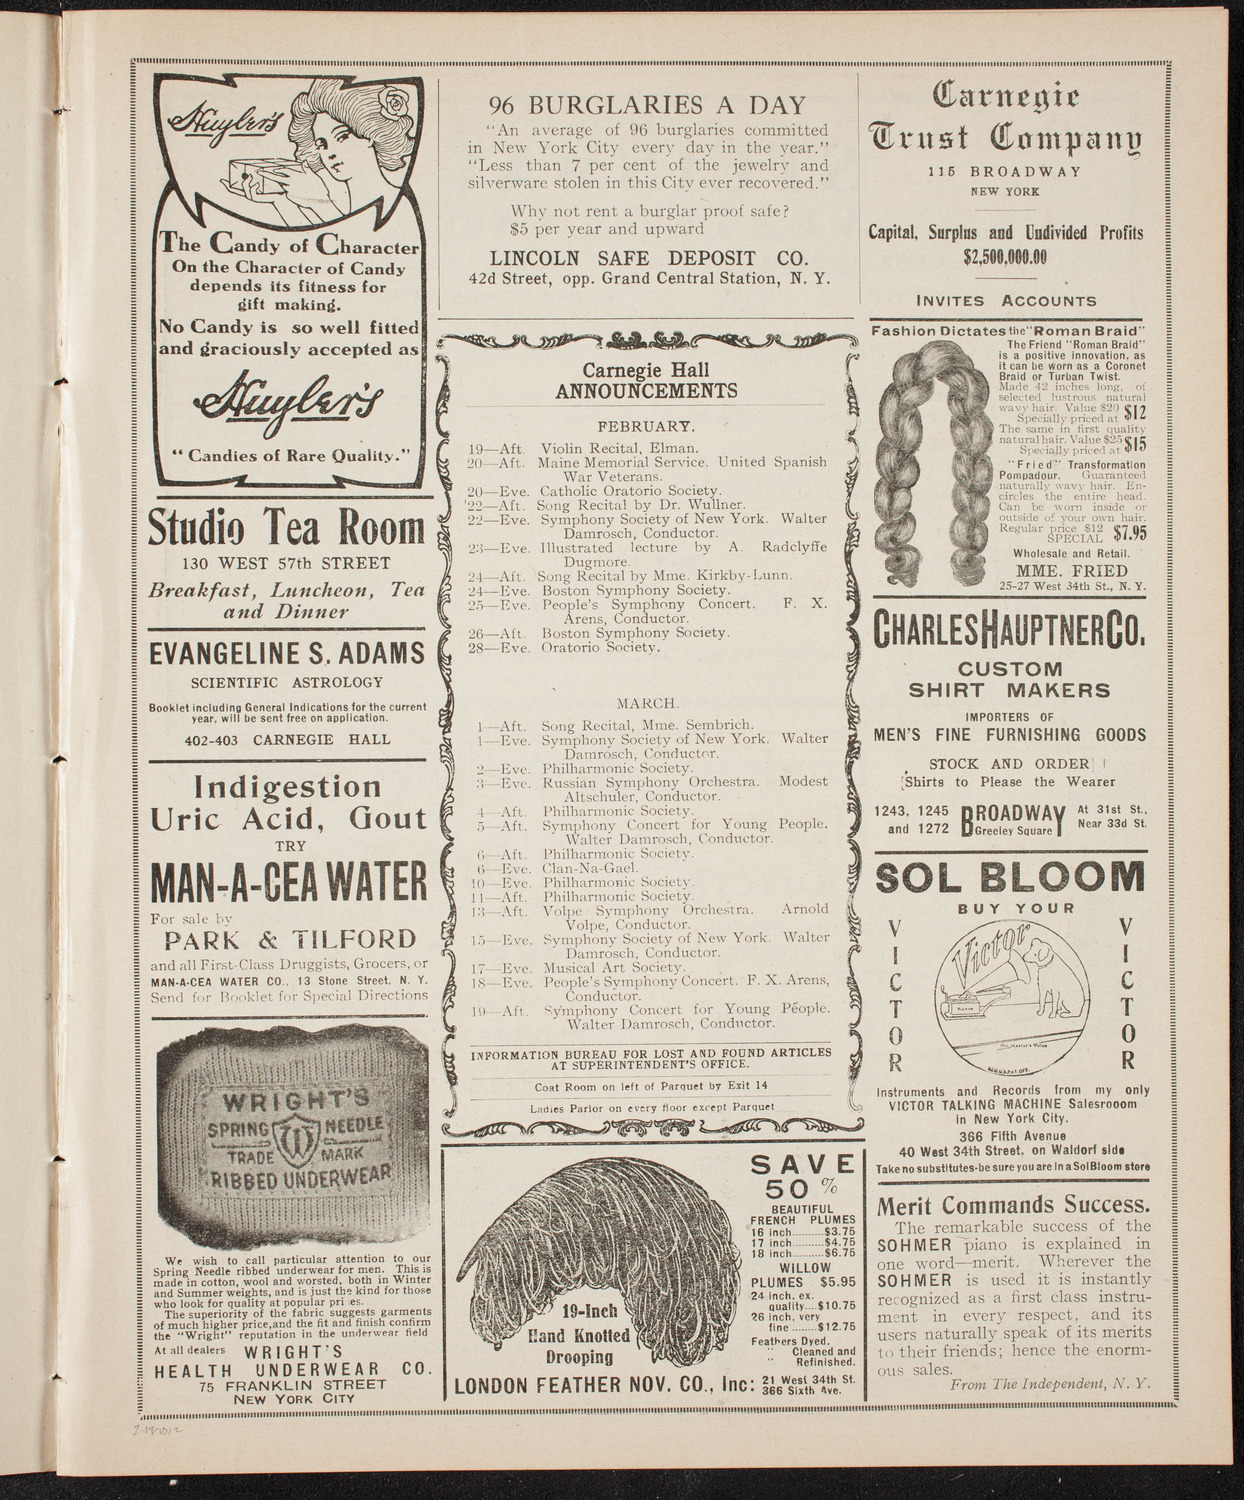 Huyler's
The Candy of Character
On the Character of Candy
depends its fitness for
gift making.
No Candy is so well fitted
and graciously accepted as
Huyler's
"Candies of Rare Quality."
Studio Tea Room
130 WEST 57th STREET
Breakfast, Luncheon, Tea
and Dinner
EVANGELINE S. ADAMS
SCIENTIFIC ASTROLOGY
Booklet including General Indications for the current
year, will be sent free on application.
402-403 CARNEGIE HALL
Indigestion
Uric Acid, Gout
TRY
MAN-A-CEA WATER
For sale by
PARK & TILFORD
and all First-Class Druggists, Grocers, or
MAN-A-CEA WATER CO., 13 Stone Street, N. Y.
Send for Booklet for Special Directions
WRIGHT'S
SPRING NEEDLE
TRADE MARK
RIBBED UNDERWEAR
We wish to call particular attention to our
Spring Needle ribbed underwear for men. This is
made in cotton, wool and worsted, both in Winter
and Summer weights, and is just the kind for those
who look for quality at popular pri es.
The superiority of the fabric suggests garments
of much higher price,and the fit and finish confirm
the "Wright" reputation in the underwear field
At all dealers WRIGHT'S
HEALTH UNDERWEAR CO.
75 FRANKLIN STREET
NEW YORK CITY
96 BURGLARIES A DAY
"An average of 96 burglaries committed
in New York City every day in the year."
"Less than 7 per cent of the jewelry and
silverware stolen in this City ever recovered."
Why not rent a burglar proof safe?
$5 per year and upward
LINCOLN SAFE DEPOSIT CO.
42d Street, opp. Grand Central Station, N. Y.
Carnegie Hall
ANNOUNCEMENTS
FEBRUARY.
19—Aft. Violin Recital, Elman.
20—Aft. Maine Memorial Service. United Spanish
War Veterans.
20—Eve. Catholic Oratorio Society.
22—Aft. Song Recital by Dr. Wullner.
22—Eve. Symphony Society of New York. Walter
Damrosch, Conductor.
23—Eve. Illustrated lecture by A. Radclyffe
Dugmore.
24—Aft. Song Recital by Mme. Kirkby-Lunn.
24—Eve. Boston Symphony Society.
25—Eve. People's Symphony Concert. F. X.
Arens, Conductor.
26—Aft. Boston Symphony Society.
28—Eve. Oratorio Society.
MARCH.
1—Aft. Song Recital, Mme. Sembrich.
1—Eve. Symphony Society of New York. Walter
Damrosch, Conductor.
2—Eve. Philharmonic Society.
3—Eve. Russian Symphony Orchestra. Modest
Altschuler, Conductor.
4—Aft. Philharmonic Society.
5—Aft. Symphony Concert for Young People.
Walter Damrosch, Conductor.
6—Aft. Philharmonic Society.
6—Eve. Clan-Na-Gael.
10—Eve. Philharmonic Society.
11—Aft. Philharmonic Society.
13—Aft. Volpe Symphony Orchestra. Arnold
Volpe, Conductor.
15—Eve. Symphony Society of New York. Walter
Damrosch, Conductor.
17—Eve. Musical Art Society.
18—Eve. People's Symphony Concert. F. X. Arens,
Conductor.
19—Aft. Symphony Concert for Young People.
Walter Damrosch, Conductor.
INFORMATION BUREAU FOR LOST AND FOUND ARTICLES
AT SUPERINTENDENT'S OFFICE.
Coat Room on left of Parquet by Exit 14
Ladies Parlor on every floor except Parquet
19-Inch
Hand Knotted
Drooping
SAVE
50%
BEAUTIFUL
FRENCH PLUMES
16 inch.........$3.75
17 inch.........$4.75
18 inch.........$6.75
WILLOW
PLUMES $5.95
24 inch, ex.
quality....$10.75
26 inch, very
fine .......$12.75
Feathers Dyed,
" Cleaned and
" Refinished.
LONDON FEATHER NOV. CO., Inc: 21 West 34th St.
366 Sixth Ave.
Carnegie
Trust Company
115 BROADWAY
NEW YORK
Capital, Surplus and Undivided Profits
$2,500,000.00
INVITES ACCOUNTS
Fashion Dictates the "Roman Braid"
The Friend "Roman Braid"
is a positive innovation, as
it can be worn as a Coronet
Braid or Turban Twist.
Made 42 inches long, of
selected lustrous natural
wavy hair. Value $20 $12
Specially priced at
The same in first quality
natural hair. Value $25 $15
Specially priced at
"Fried" Transformation
Pompadour. Guaranteed
naturally wavy hair. En-
circles the entire head.
Can be worn inside or
outside of your own hair.
Regular price $12 $7.95
SPECIAL
Wholesale and Retail.
MME. FRIED
25-27 West 34th St., N. Y.
CHARLES HAUPTNER CO.
CUSTOM
SHIRT MAKERS
IMPORTERS OF
MEN'S FINE FURNISHING GOODS
STOCK AND ORDER
Shirts to Please the Wearer
1243, 1245 and 1272 BROADWAY At 31st St.,
Greeley Square Near 33d St.
SOL BLOOM
BUY YOUR
VICTOR
Victor
Victor
His Master's Voice
REG.U.S.PAT.OFF.
VICTOR
Instruments and Records from my only
VICTOR TALKING MACHINE Salesrooom
in New York City.
366 Fifth Avenue
40 West 34th Street, on Waldorf side
Take no substitutes-be sure you are in a Sol Bloom store
Merit Commands Success.
The remarkable success of the
SOHMER piano is explained in
one word—merit. Wherever the
SOHMER is used it is instantly
recognized as a first class instru-
ment in every respect, and its
users naturally speak of its merits
to their friends; hence the enorm-
ous sales.
From The Independent, N. Y.